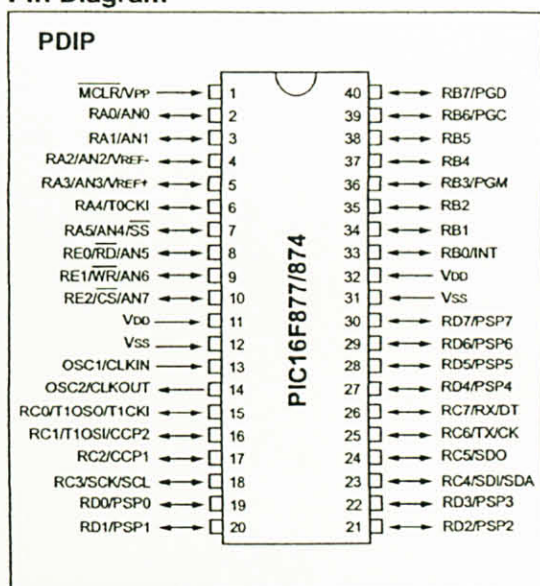 Pin Diagram
PDIP
MCLR/VPP 1
RA0/AN0 2
RA1/AN1 3
RA2/AN2/VREF- 4
RA3/AN3/VREF+ 5
RA4/T0CKI 6
RA5/AN4/SS 7
RE0/RD/AN5 8
RE1/WR/AN6 9
RE2/CS/AN7 10
VDD 11
VSS 12
OSC1/CLKIN 13
OSC2/CLKOUT 14
RC0/T1OSO/T1CKI 15
RC1/T1OSI/CCP2 16
RC2/CCP1 17
RC3/SCK/SCL 18
RD0/PSP0 19
RD1/PSP1 20
PIC16F877/874
40 RB7/PGD
39 RB6/PGC
38 RB5
37 RB4
36 RB3/PGM
35 RB2
34 RB1
33 RB0/INT
32 VDD
31 VSS
30 RD7/PSP7
29 RD6/PSP6
28 RD5/PSP5
27 RD4/PSP4
26 RC7/RX/DT
25 RC6/TX/CK
24 RC5/SDO
23 RC4/SDI/SDA
22 RD3/PSP3
21 RD2/PSP2